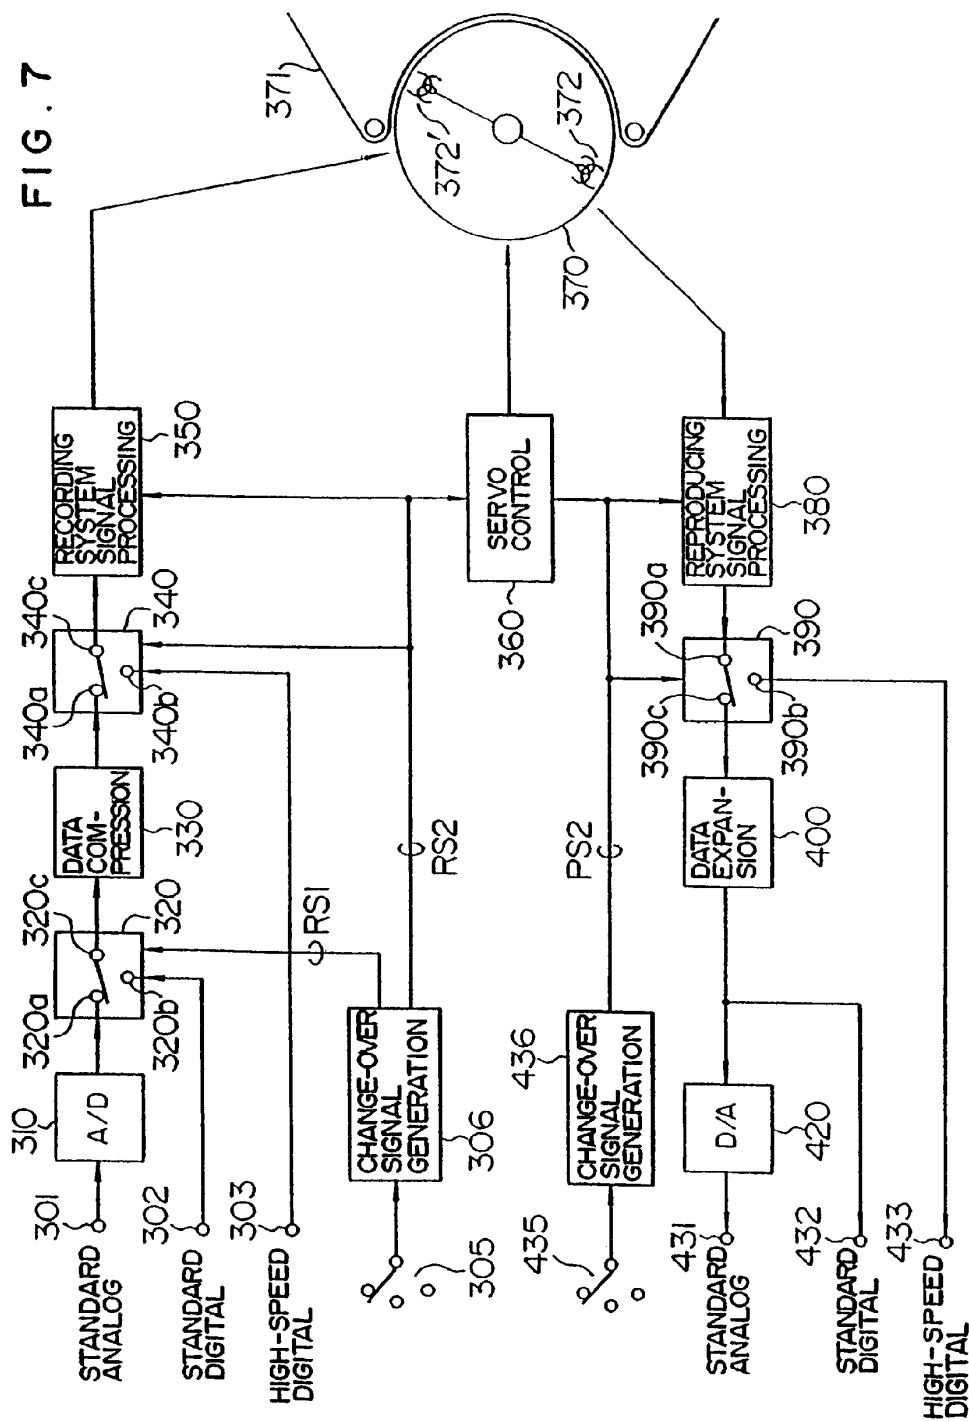 FIG. 7
STANDARD
ANALOG
301
310
A/D
320a
320c
320b
320
DATA
COM-
PRESSION
330
340a
340c
340b
340
RECORDING
SYSTEM
SIGNAL
PROCESSING
350
371
372'
372
370
STANDARD
DIGITAL
302
HIGH-SPEED
DIGITAL
303
RS1
305
CHANGE-OVER
SIGNAL
GENERATION
306
RS2
SERVO
CONTROL
360
435
CHANGE-OVER
SIGNAL
GENERATION
436
PS2
STANDARD
ANALOG
431
D/A
420
DATA
EXPAN-
SION
400
390c
390a
390b
390
REPRODUCING
SYSTEM
SIGNAL
PROCESSING
380
STANDARD
DIGITAL
432
HIGH-SPEED
DIGITAL
433